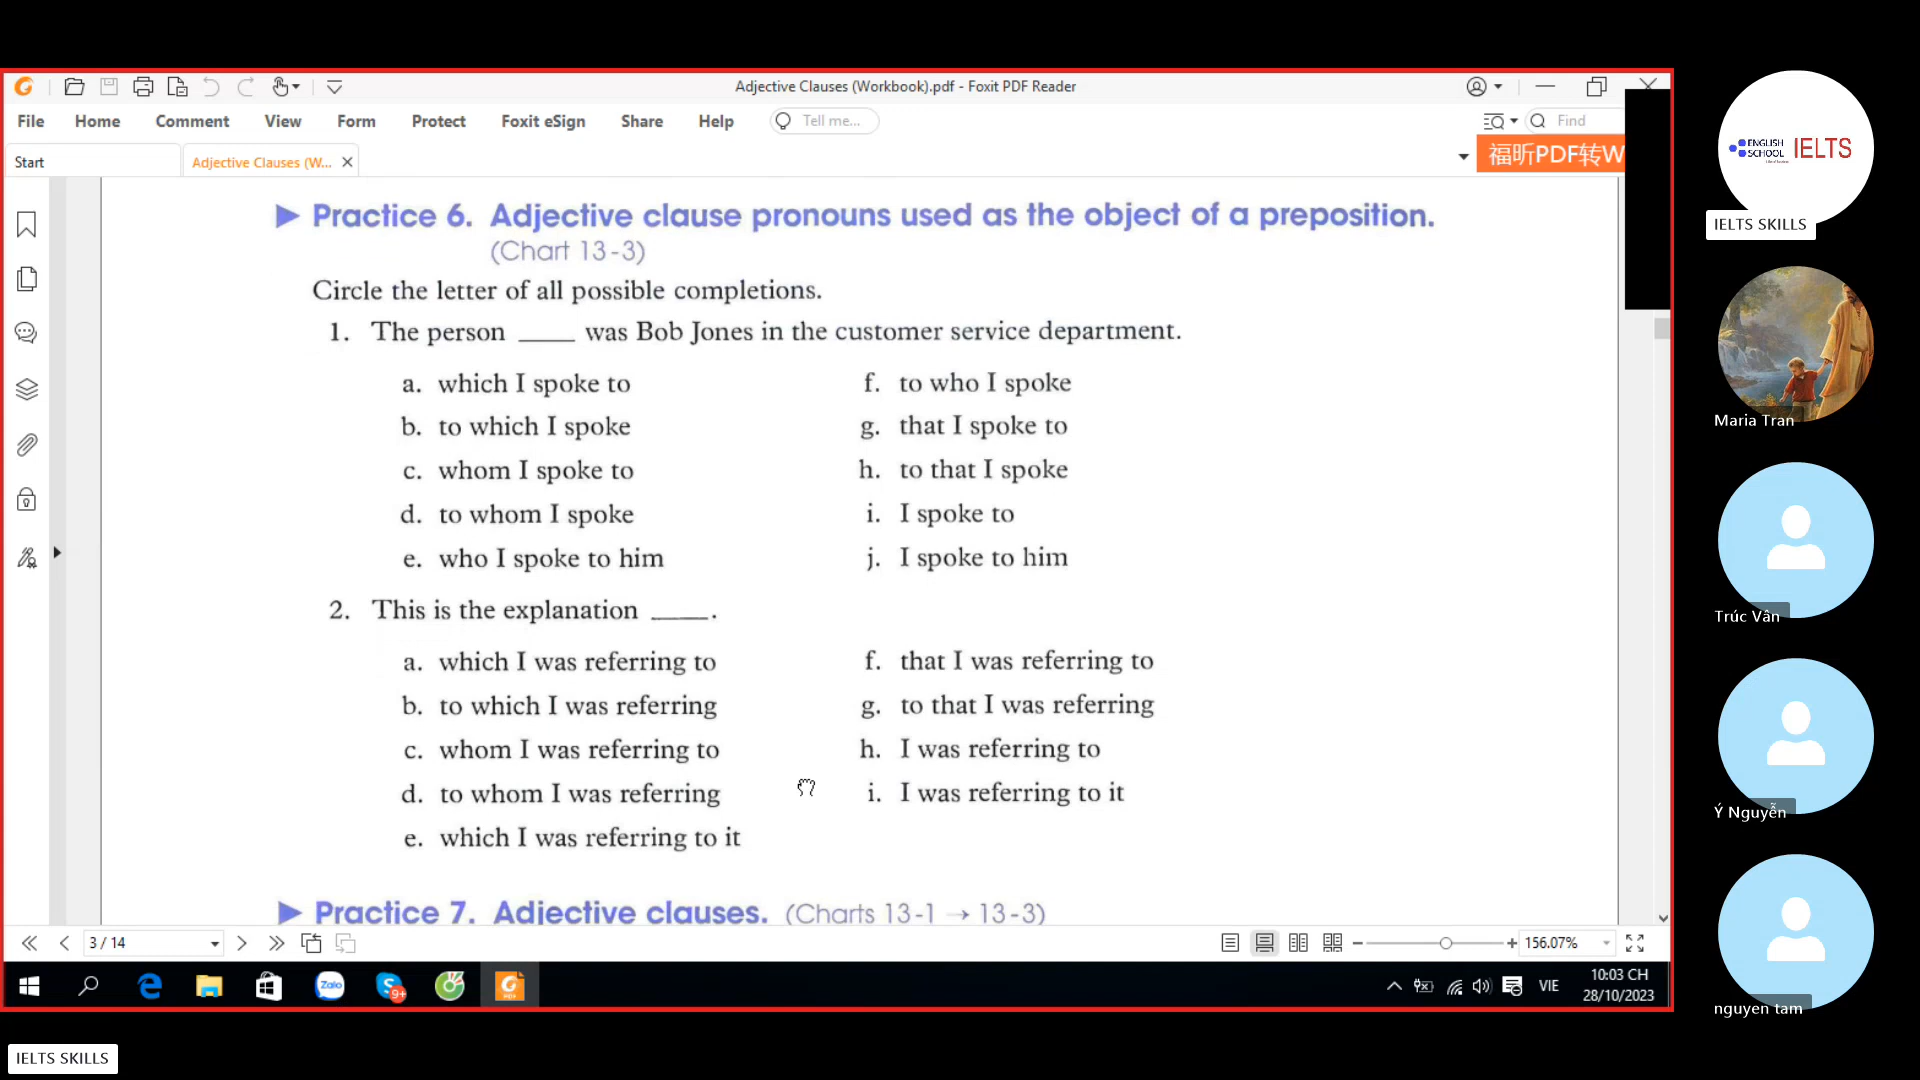 Adjective Clauses (Workbook).pdf - Foxit PDF Reader
File Home Comment View Form Protect Foxit eSign Share Help Tell me... Find
Start Adjective Clauses (W... 福昕PDF转W
Practice 6. Adjective clause pronouns used as the object of a preposition.
(Chart 13-3)
Circle the letter of all possible completions.
1. The person ____ was Bob Jones in the customer service department.
a. which I spoke to
b. to which I spoke
c. whom I spoke to
d. to whom I spoke
e. who I spoke to him
f. to who I spoke
g. that I spoke to
h. to that I spoke
i. I spoke to
j. I spoke to him
2. This is the explanation ____.
a. which I was referring to
b. to which I was referring
c. whom I was referring to
d. to whom I was referring
e. which I was referring to it
f. that I was referring to
g. to that I was referring
h. I was referring to
i. I was referring to it
Practice 7. Adjective clauses. (Charts 13-1 → 13-3)
3 / 14 156.07%
Zalo 9+ VIE 10:03 CH
28/10/2023
ENGLISH
SCHOOL IELTS
IELTS SKILLS
Maria Tran
Trúc Vân
Ý Nguyễn
nguyen tam
IELTS SKILLS